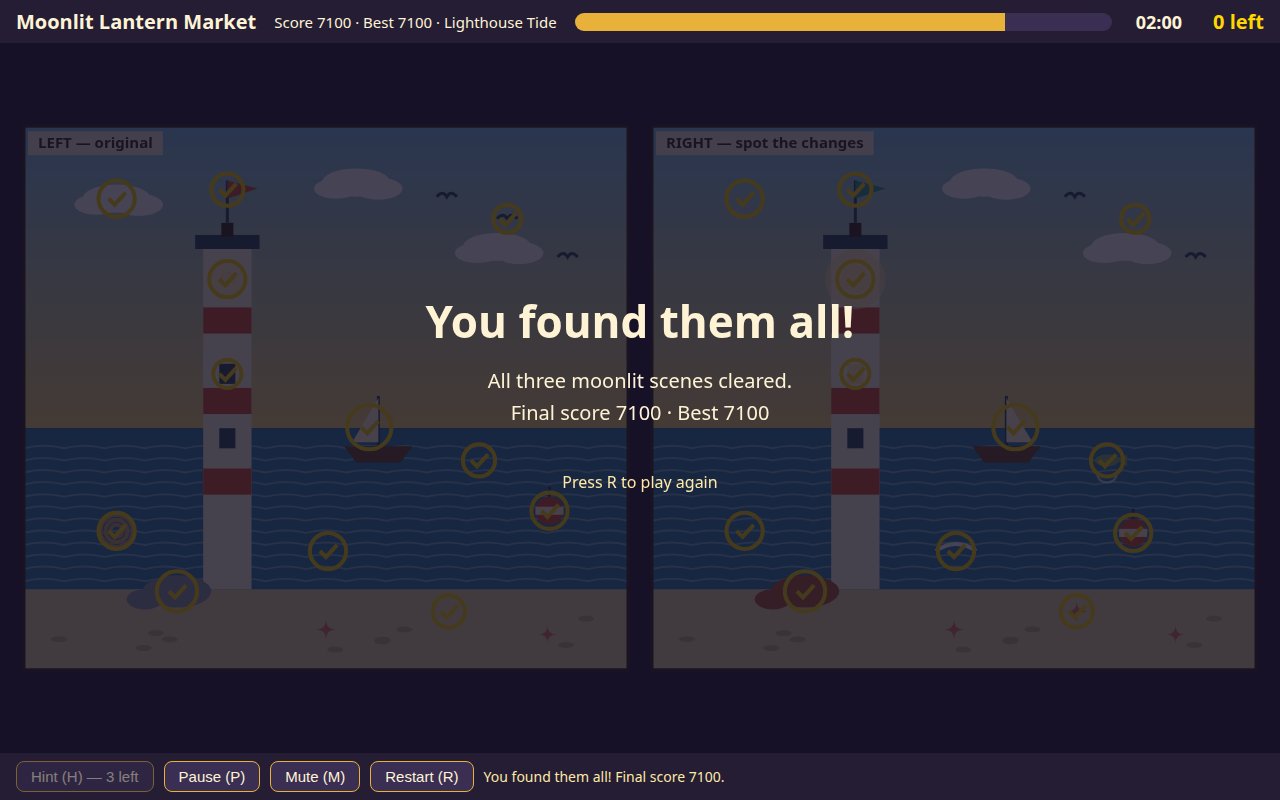 Moonlit Lantern Market
Score 7100 · Best 7100 · Lighthouse Tide
02:00
0 left
LEFT — original
RIGHT — spot the changes
You found them all!
All three moonlit scenes cleared.
Final score 7100 · Best 7100
Press R to play again
Hint (H) — 3 left
Pause (P)
Mute (M)
Restart (R)
You found them all! Final score 7100.